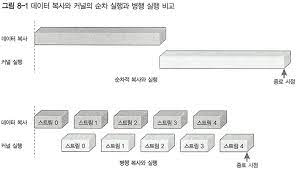 그림 8-1 데이터 복사와 커널의 순차 실행과 병행 실행 비교
데이터 복사
커널 실행
종료 시점
순차적 복사와 실행
데이터 복사
스트림 0 스트림 1 스트림 2 스트림 3 스트림 4
커널 실행
스트림 0 스트림 1 스트림 2 스트림 3 스트림 4
종료 시점
병행 복사와 실행